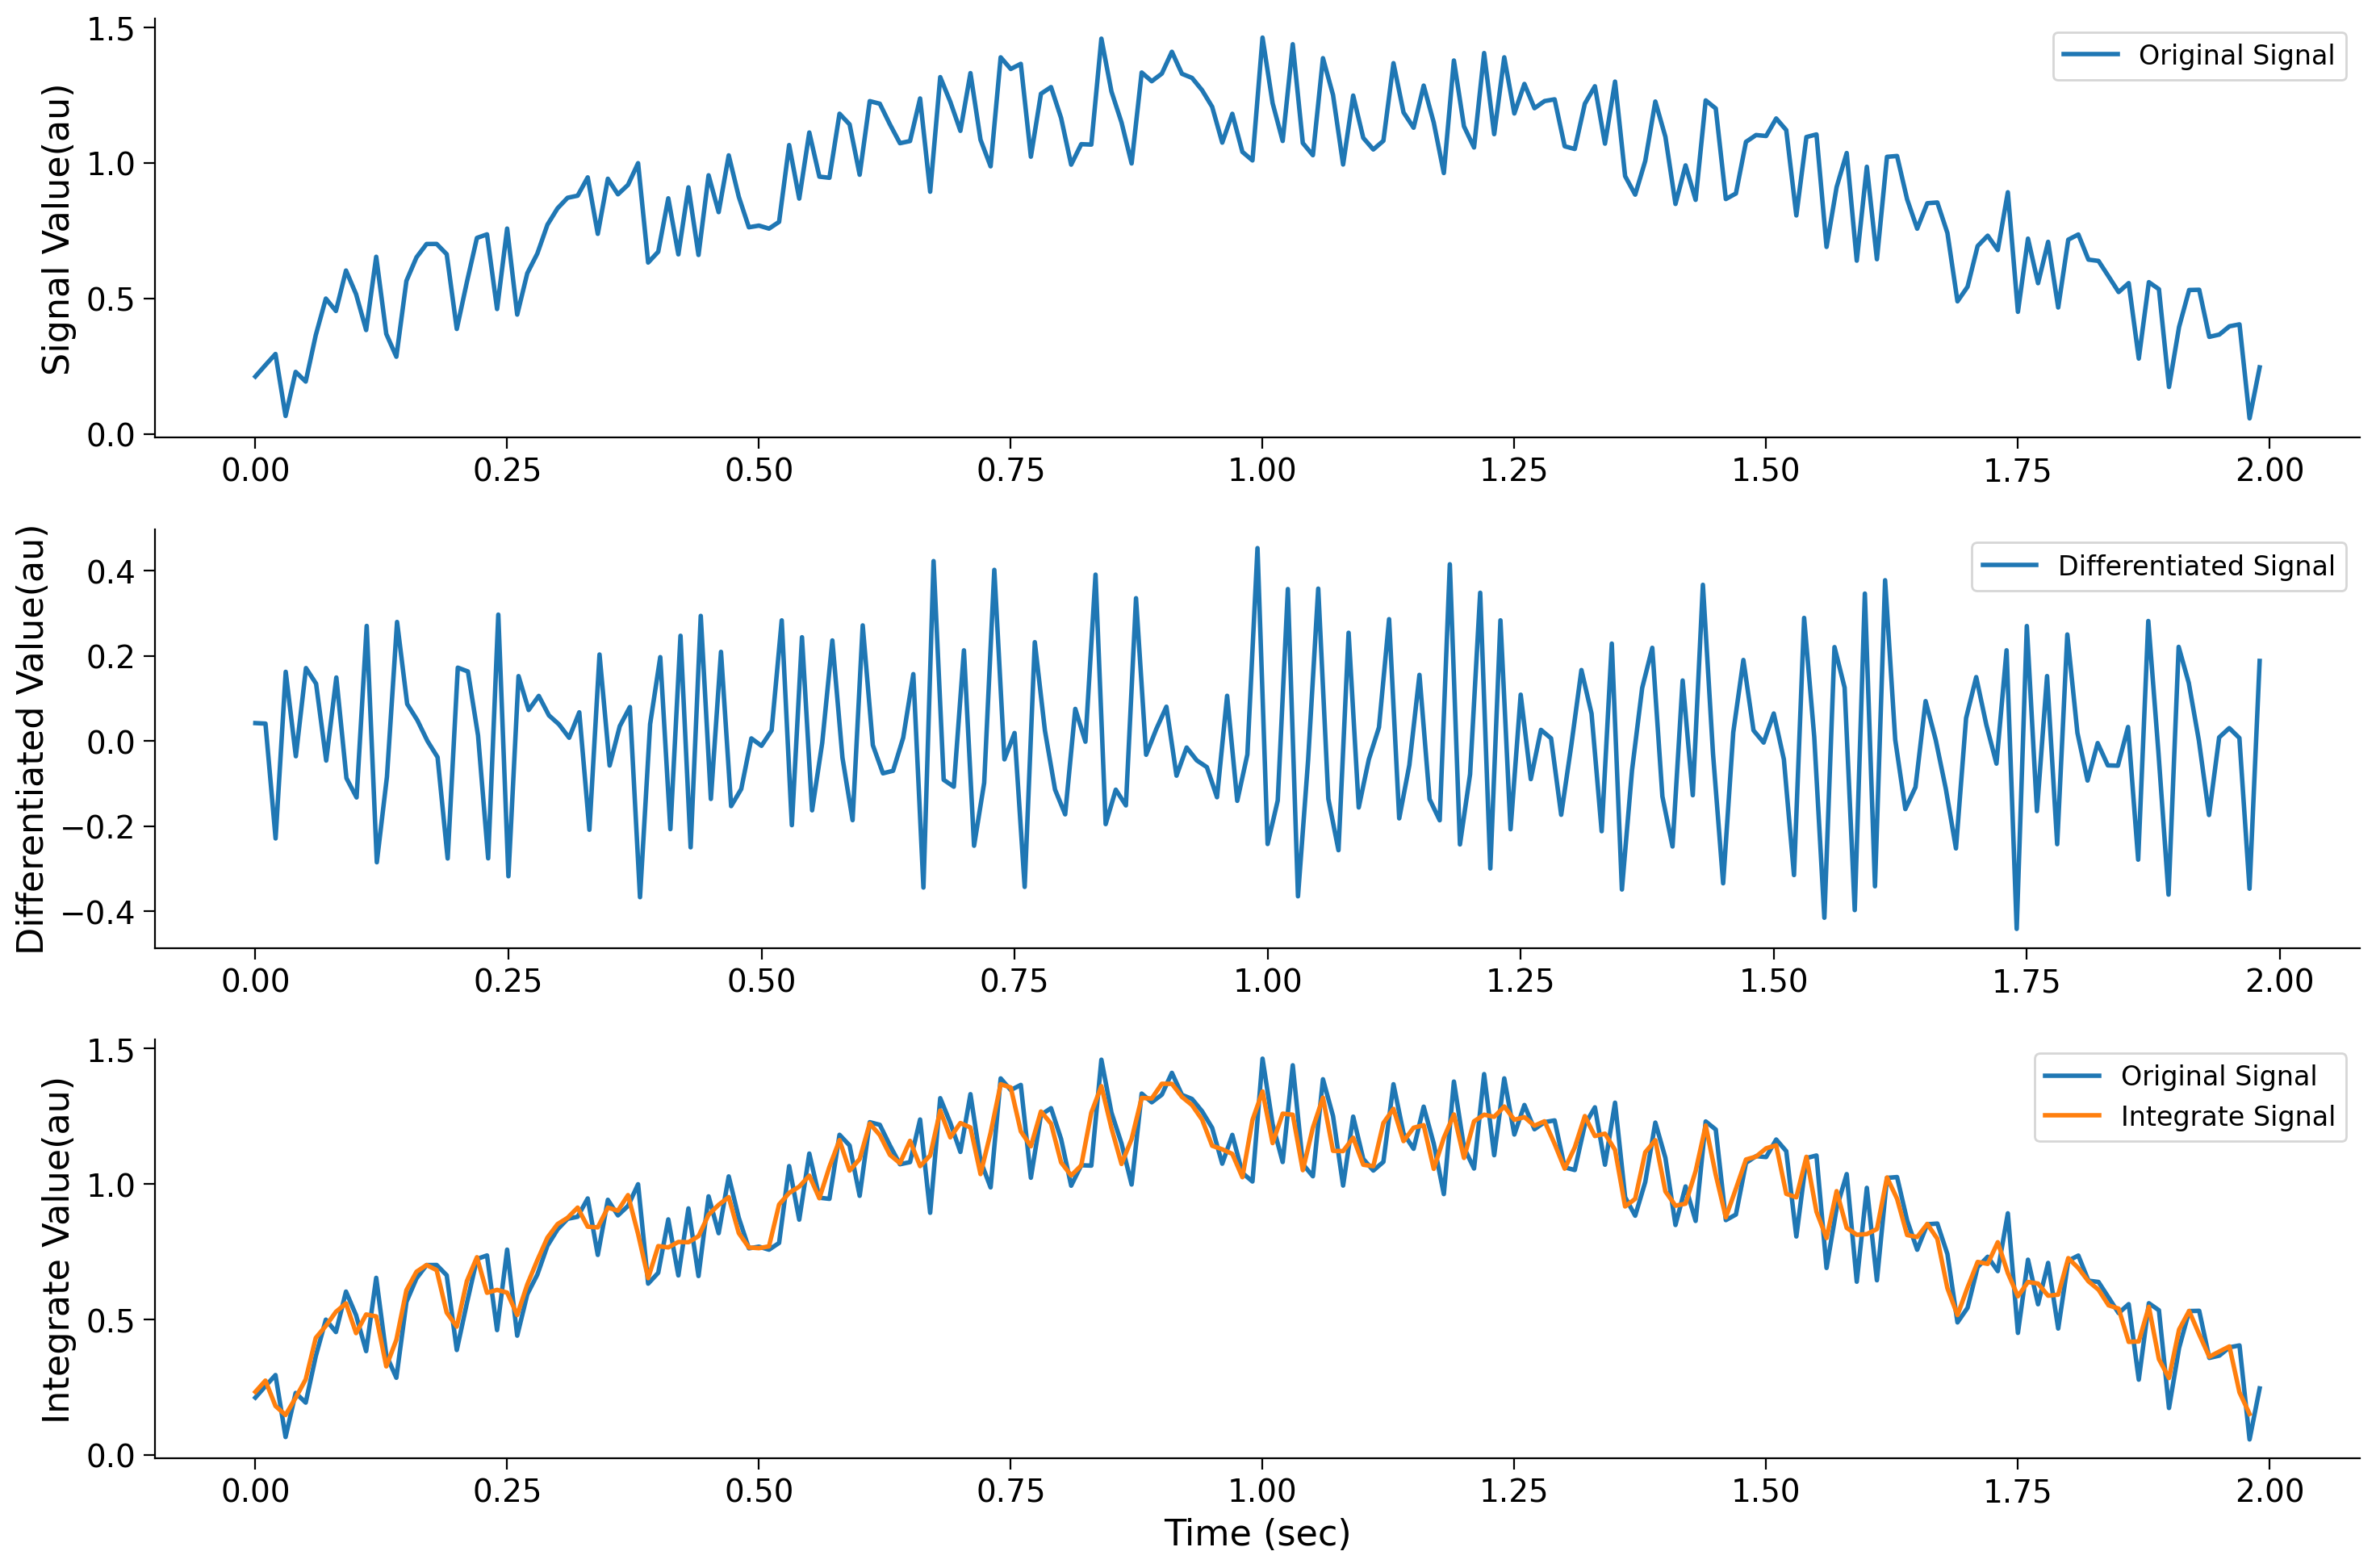 Signal Value(au)
1.5
1.0
0.5
0.0
Original Signal
0.00 0.25 0.50 0.75 1.00 1.25 1.50 1.75 2.00
Differentiated Value(au)
0.4
0.2
0.0
−0.2
−0.4
Differentiated Signal
0.00 0.25 0.50 0.75 1.00 1.25 1.50 1.75 2.00
Integrate Value(au)
1.5
1.0
0.5
0.0
Original Signal
Integrate Signal
0.00 0.25 0.50 0.75 1.00 1.25 1.50 1.75 2.00
Time (sec)